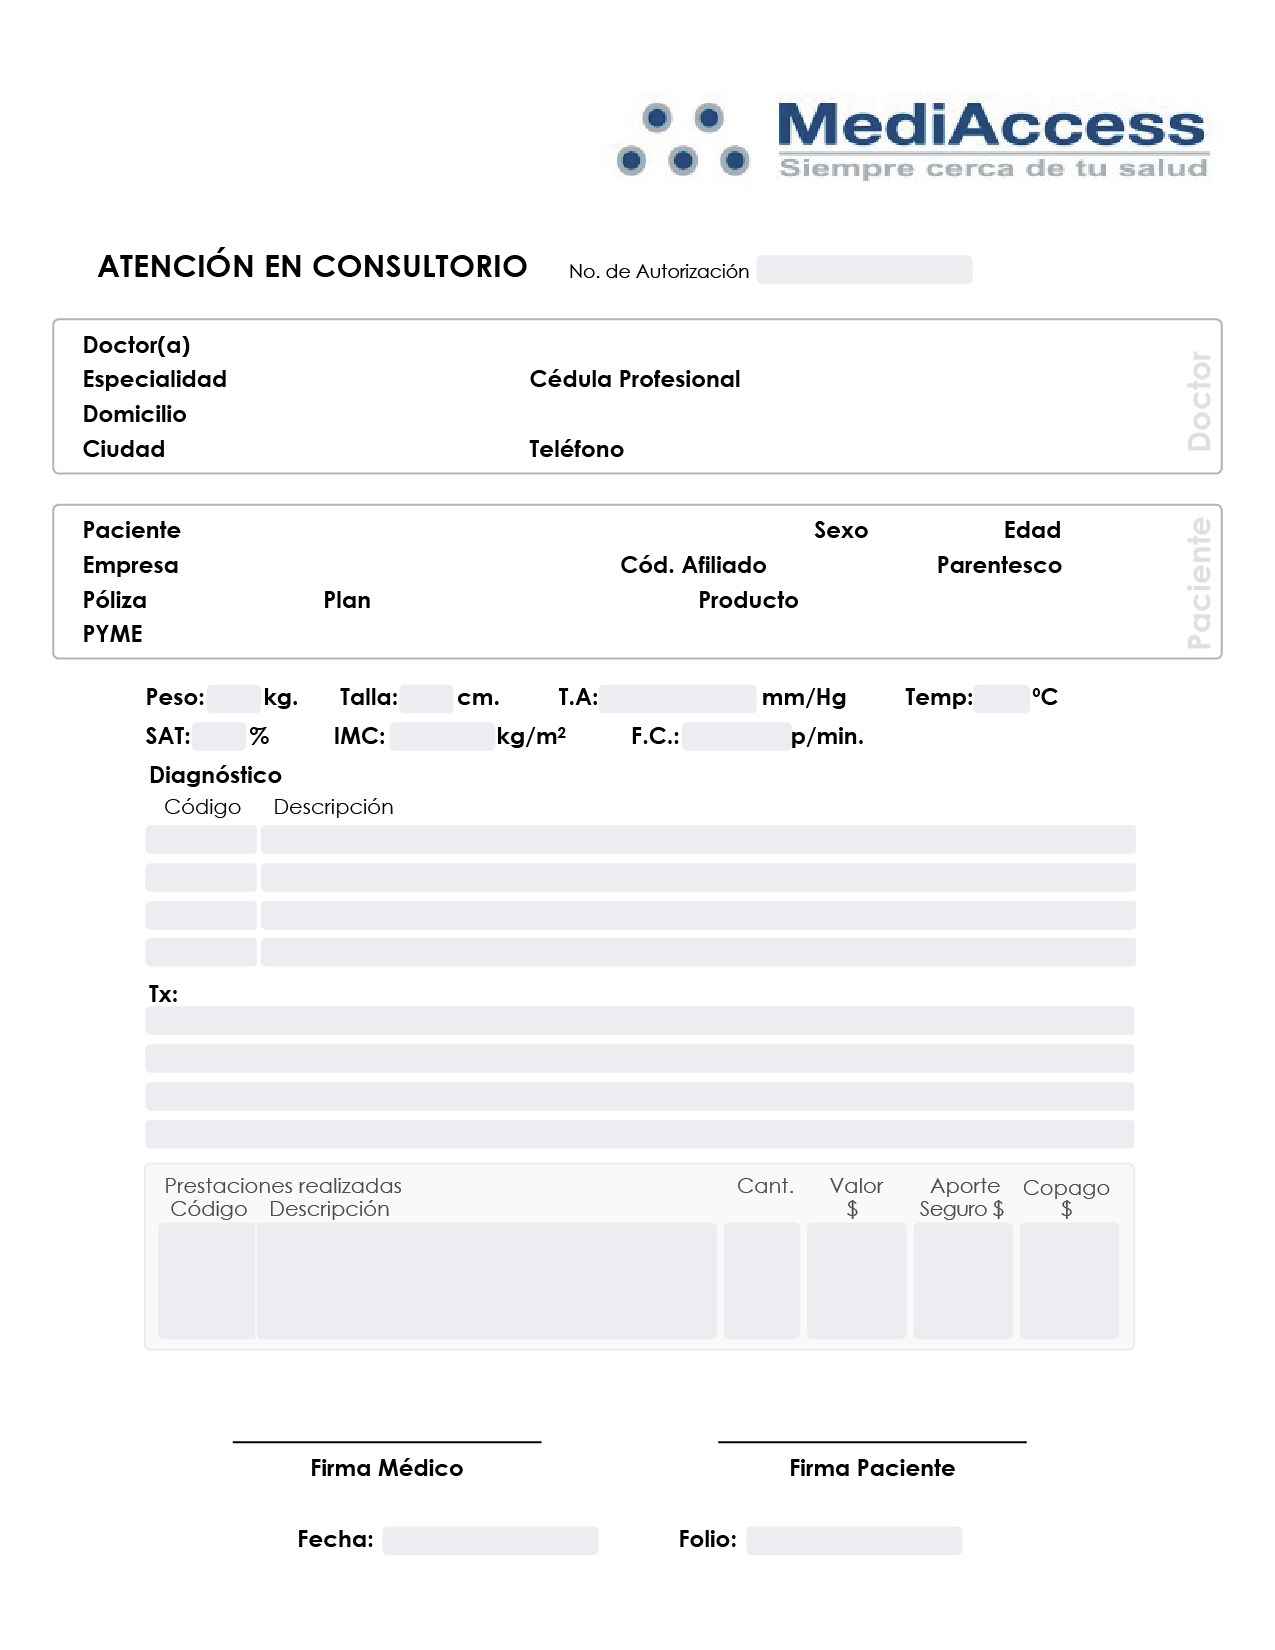 MediAccess
Siempre cerca de tu salud
ATENCIÓN EN CONSULTORIO No. de Autorización
Doctor(a)
Especialidad Cédula Profesional
Domicilio
Ciudad Teléfono
Doctor
Paciente Sexo Edad
Empresa Cód. Afiliado Parentesco
Póliza Plan Producto
PYME
Paciente
Peso: kg. Talla: cm. T.A: mm/Hg Temp: ºC
SAT: % IMC: kg/m² F.C.: p/min.
Diagnóstico
Código Descripción
Tx:
Prestaciones realizadas Cant. Valor Aporte Copago
Código Descripción $ Seguro $ $
Firma Médico Firma Paciente
Fecha: Folio: